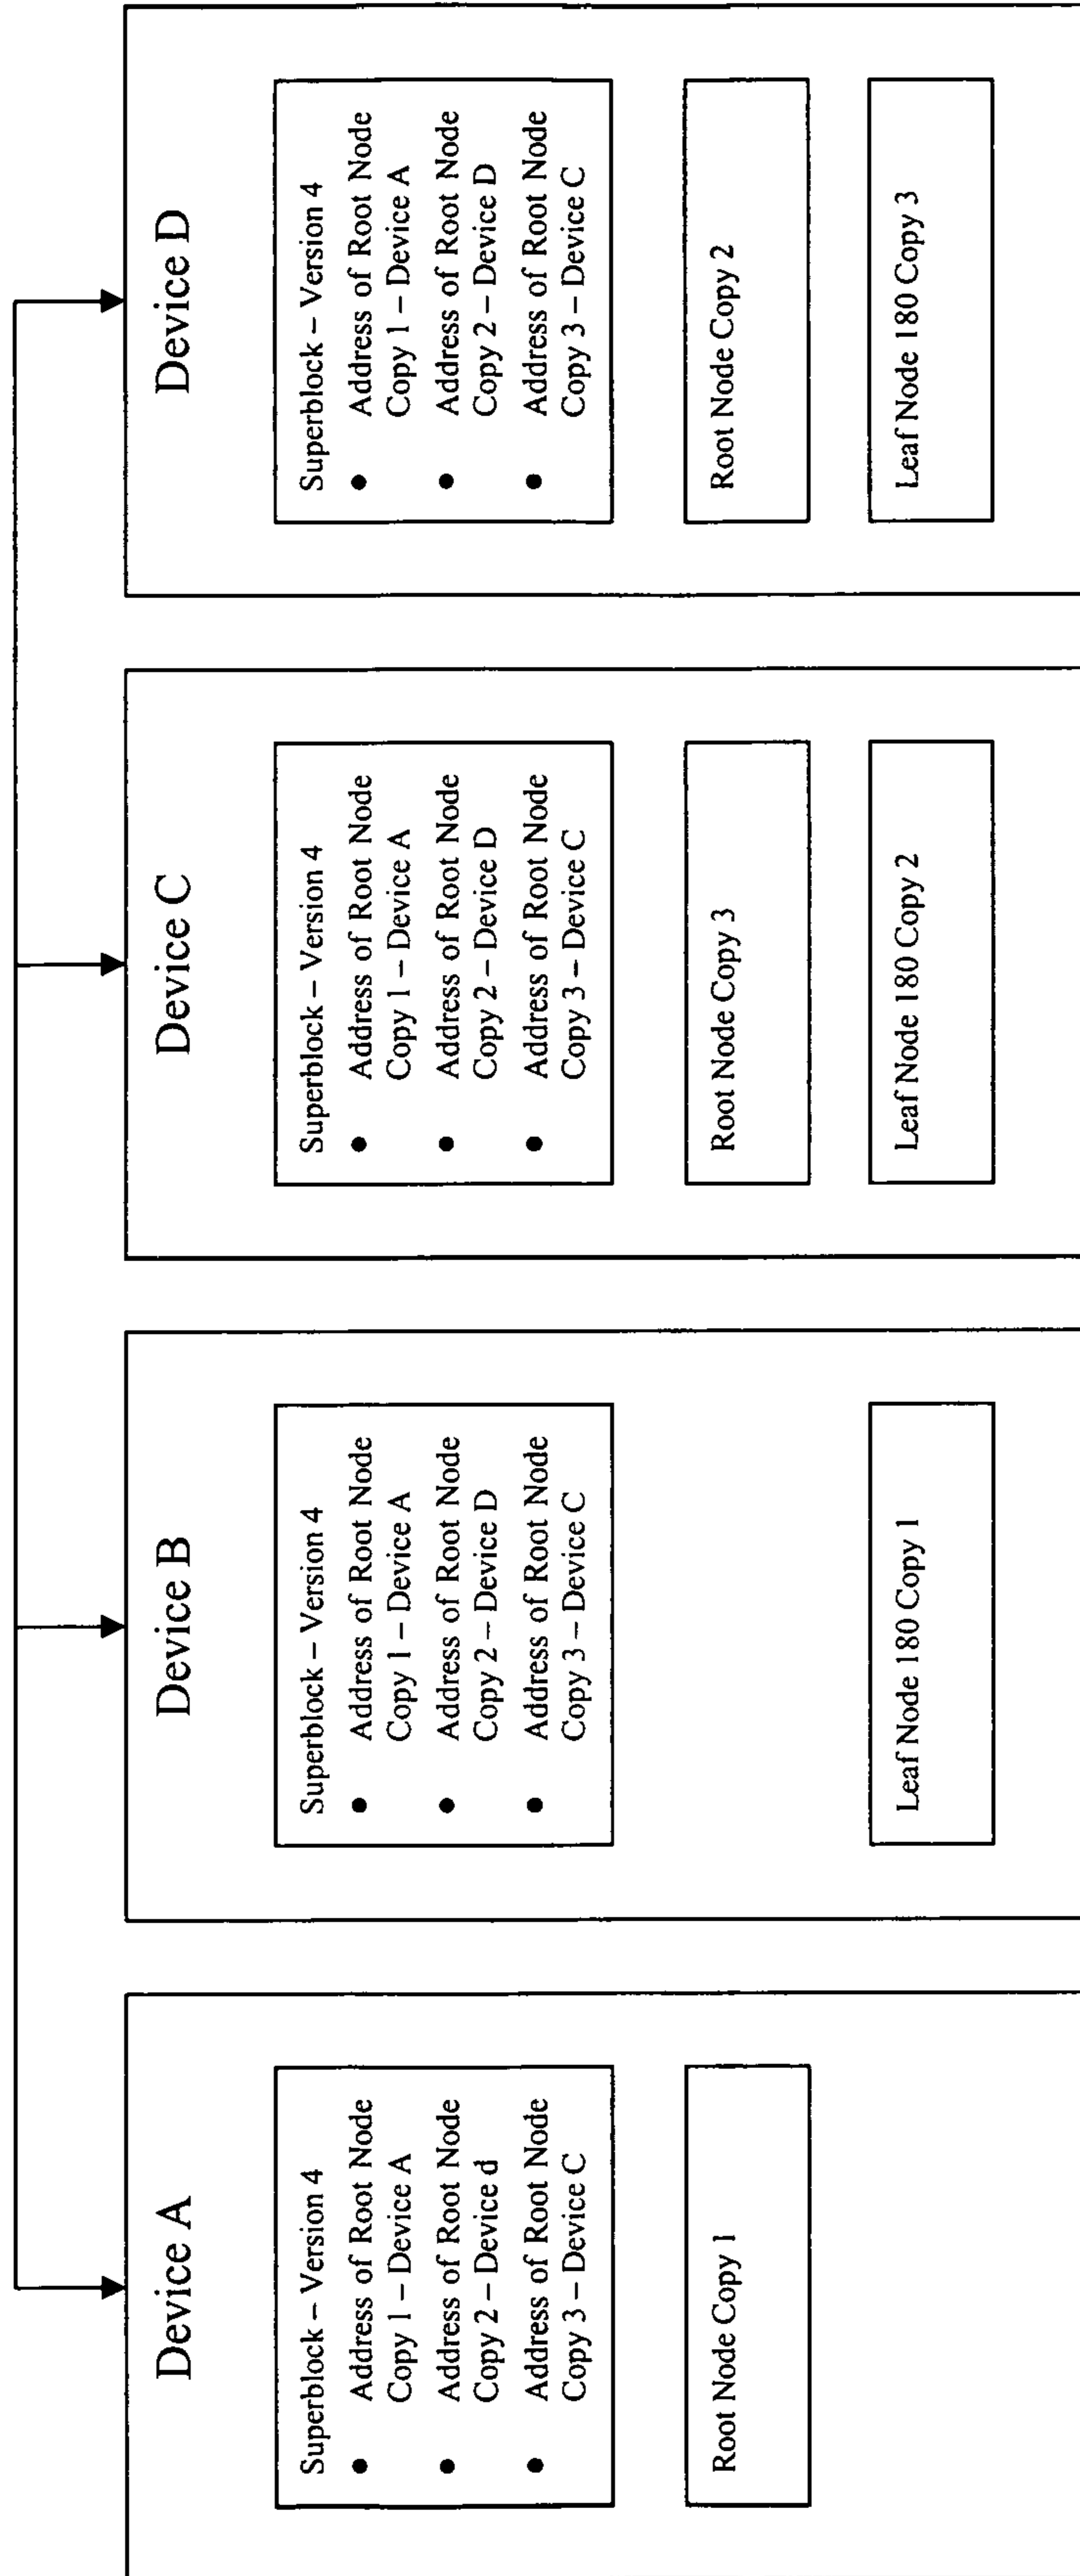 Device A
Superblock – Version 4
● Address of Root Node
Copy 1 – Device A
● Address of Root Node
Copy 2 – Device d
● Address of Root Node
Copy 3 – Device C
Root Node Copy 1
Device B
Superblock – Version 4
● Address of Root Node
Copy 1 – Device A
● Address of Root Node
Copy 2 – Device D
● Address of Root Node
Copy 3 – Device C
Leaf Node 180 Copy 1
Device C
Superblock – Version 4
● Address of Root Node
Copy 1 – Device A
● Address of Root Node
Copy 2 – Device D
● Address of Root Node
Copy 3 – Device C
Root Node Copy 3
Leaf Node 180 Copy 2
Device D
Superblock – Version 4
● Address of Root Node
Copy 1 – Device A
● Address of Root Node
Copy 2 – Device D
● Address of Root Node
Copy 3 – Device C
Root Node Copy 2
Leaf Node 180 Copy 3